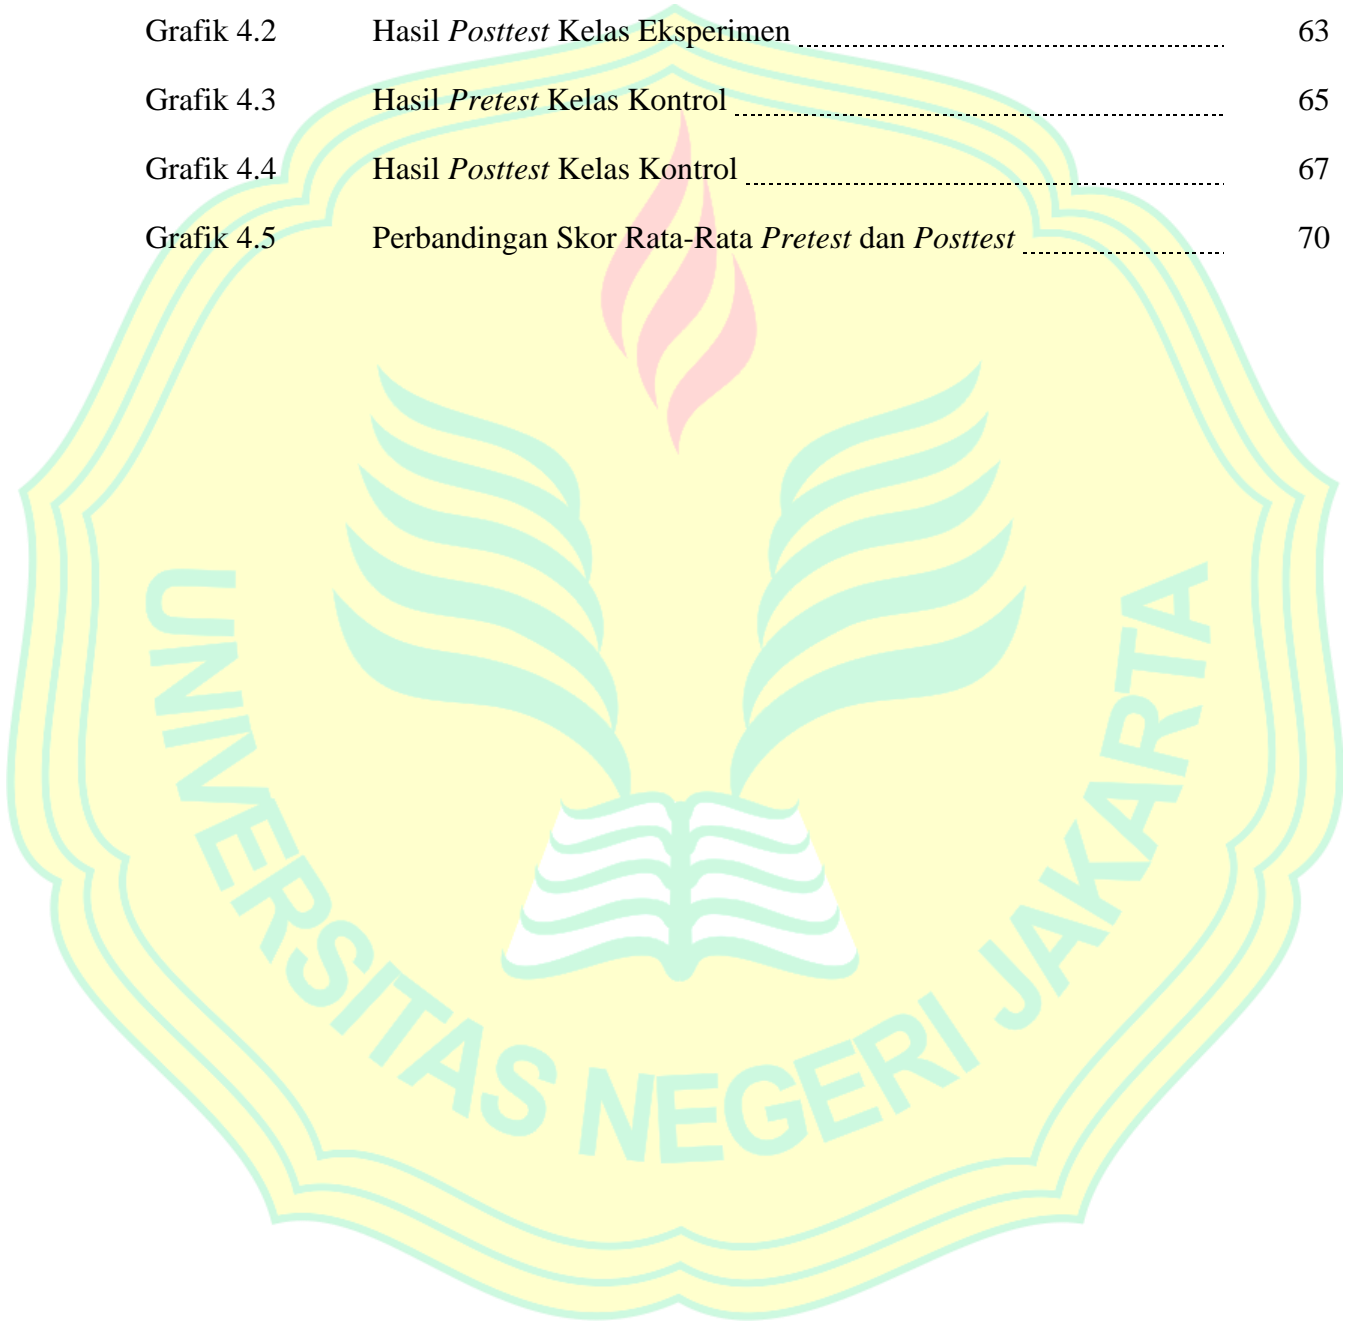 Grafik 4.2 Hasil Posttest Kelas Eksperimen 63
Grafik 4.3 Hasil Pretest Kelas Kontrol 65
Grafik 4.4 Hasil Posttest Kelas Kontrol 67
Grafik 4.5 Perbandingan Skor Rata-Rata Pretest dan Posttest 70
UNIVERSITAS NEGERI JAKARTA